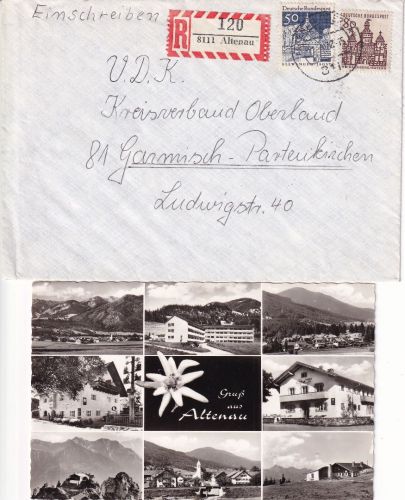 Einschreiben
R
120
8111 Altenau
50
Deutsche Bundespost
80
DEUTSCHE BUNDESPOST
V. D. K.
Kreisverband Oberland
81 Garmisch-Partenkirchen
Ludwigstr. 40
Gruß
aus
Altenau